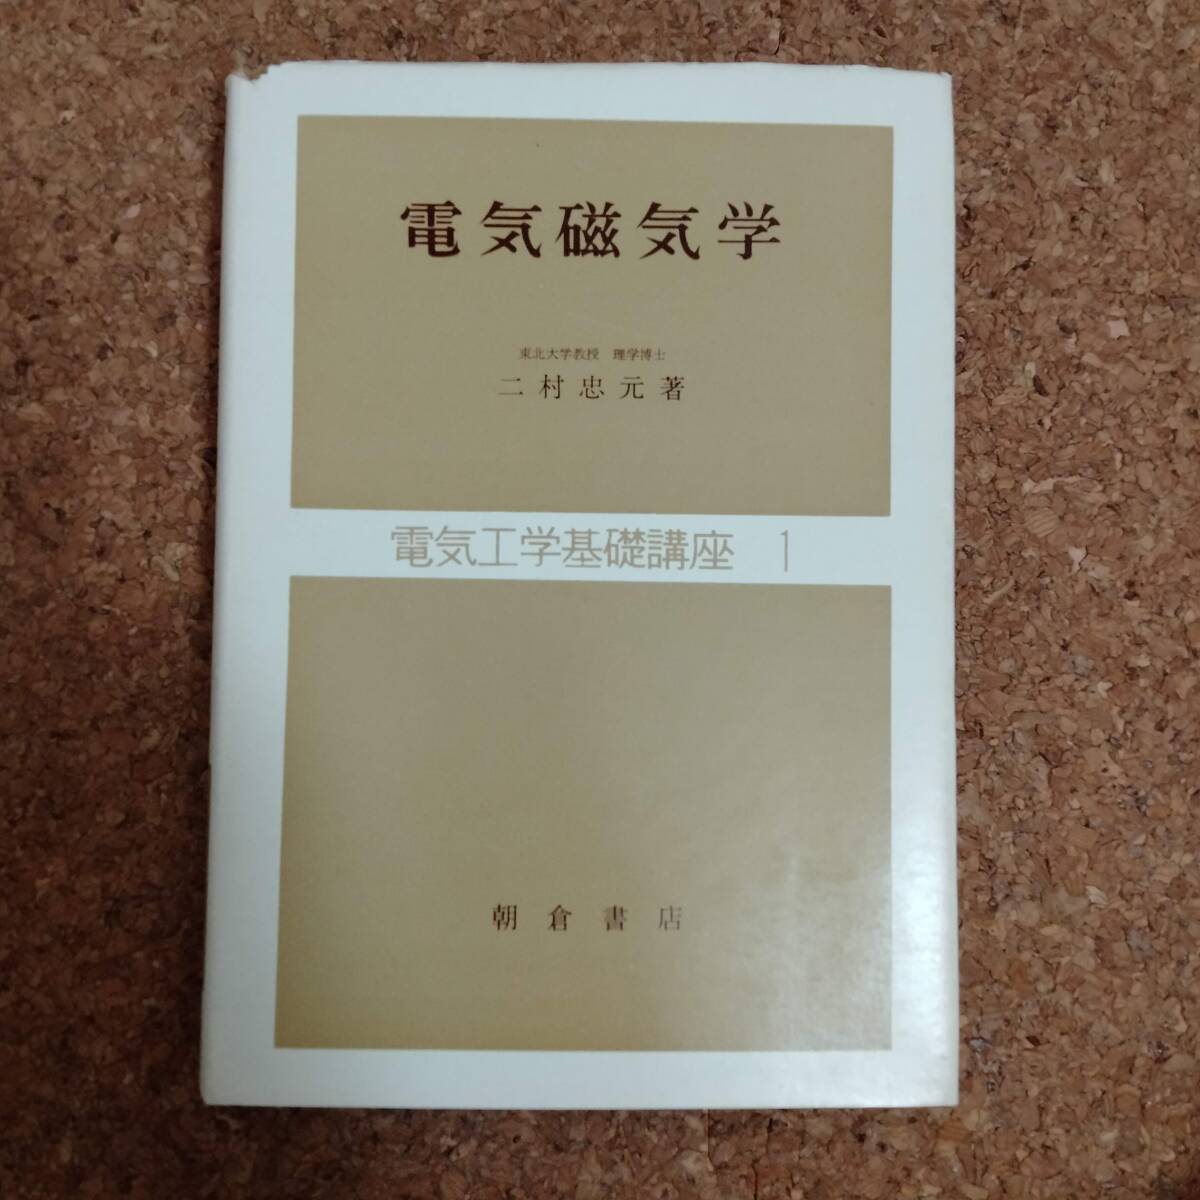 電気磁気学
東北大学教授 理学博士
二村忠元著
電気工学基礎講座 1
朝倉書店